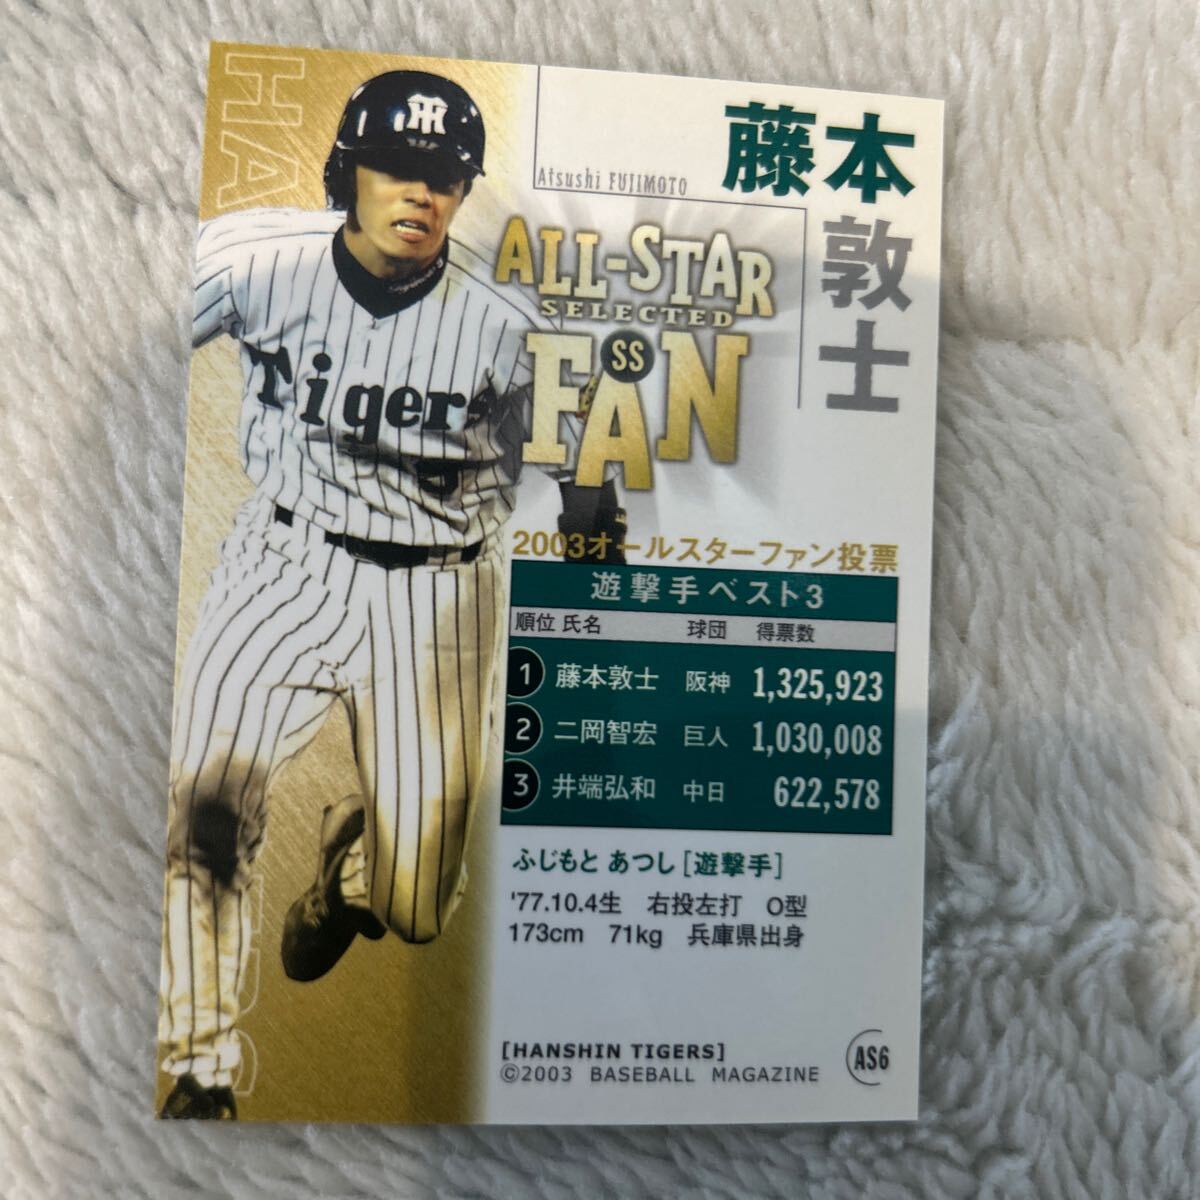 藤本
敦士
Atsushi FUJIMOTO
ALL-STAR
SELECTED
SS
FAN
Tigers
2003オールスターファン投票
遊撃手ベスト3
順位 氏名 球団 得票数
1 藤本敦士 阪神 1,325,923
2 二岡智宏 巨人 1,030,008
3 井端弘和 中日 622,578
ふじもと あつし [遊撃手]
'77.10.4生 右投左打 O型
173cm 71kg 兵庫県出身
[HANSHIN TIGERS]
©2003 BASEBALL MAGAZINE
AS6